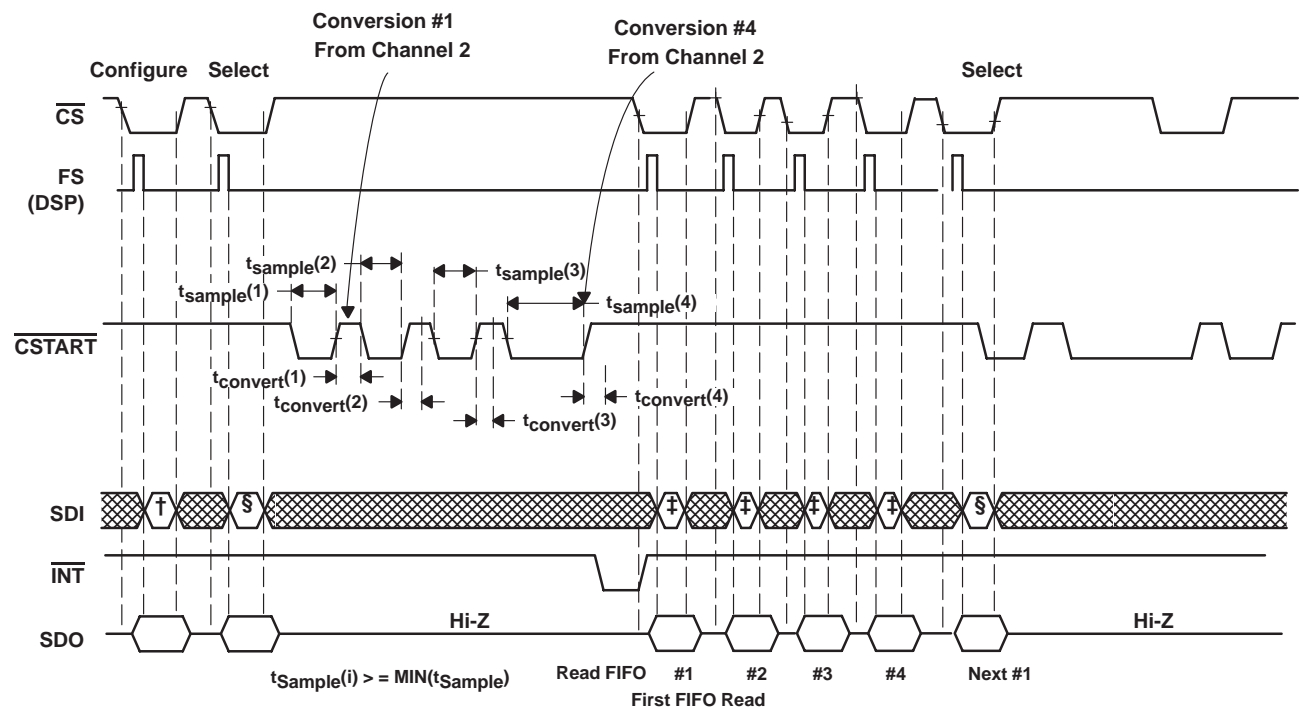 Conversion #1
From Channel 2
Conversion #4
From Channel 2
Configure
Select
Select
CS
FS
(DSP)
tsample(2)
tsample(1)
tsample(3)
tsample(4)
CSTART
tconvert(1)
tconvert(2)
tconvert(3)
tconvert(4)
SDI
†
§
‡
‡
‡
‡
§
INT
SDO
Hi-Z
Hi-Z
tSample(i) > = MIN(tSample)
Read FIFO
#1
#2
#3
#4
Next #1
First FIFO Read